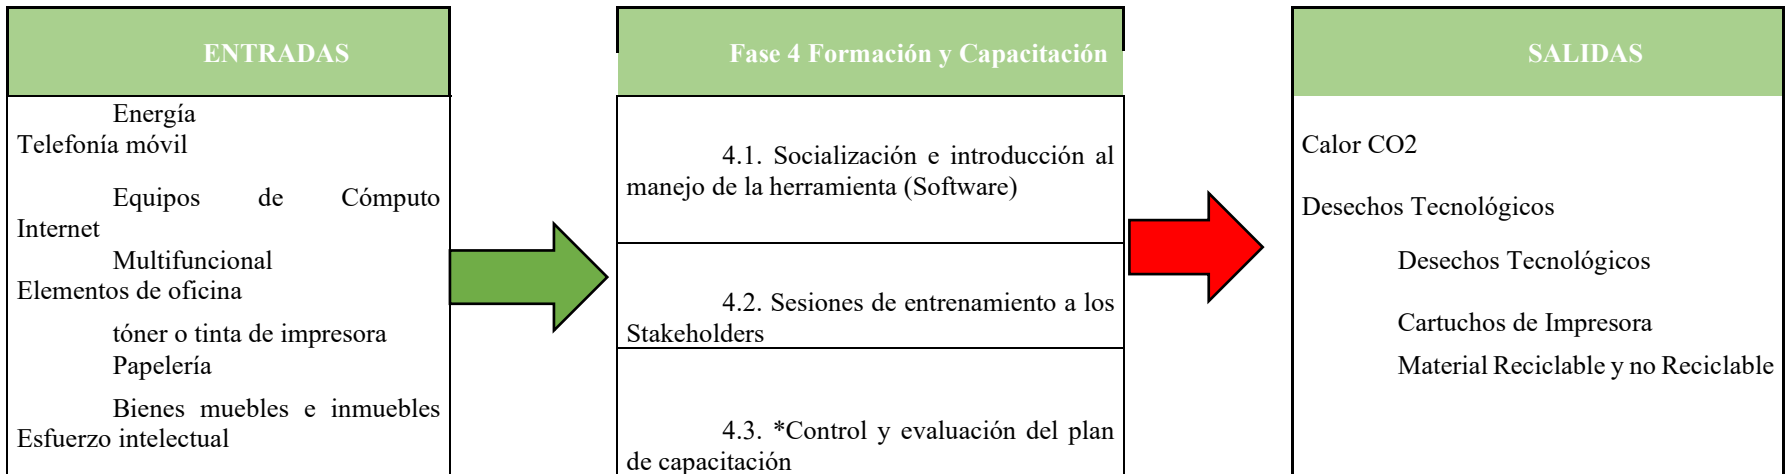 ENTRADAS
Energía
Telefonía móvil
Equipos de Cómputo
Internet
Multifuncional
Elementos de oficina
tóner o tinta de impresora
Papelería
Bienes muebles e inmuebles
Esfuerzo intelectual
Fase 4 Formación y Capacitación
4.1. Socialización e introducción al
manejo de la herramienta (Software)
4.2. Sesiones de entrenamiento a los
Stakeholders
4.3. *Control y evaluación del plan
de capacitación
SALIDAS
Calor CO2
Desechos Tecnológicos
Desechos Tecnológicos
Cartuchos de Impresora
Material Reciclable y no Reciclable